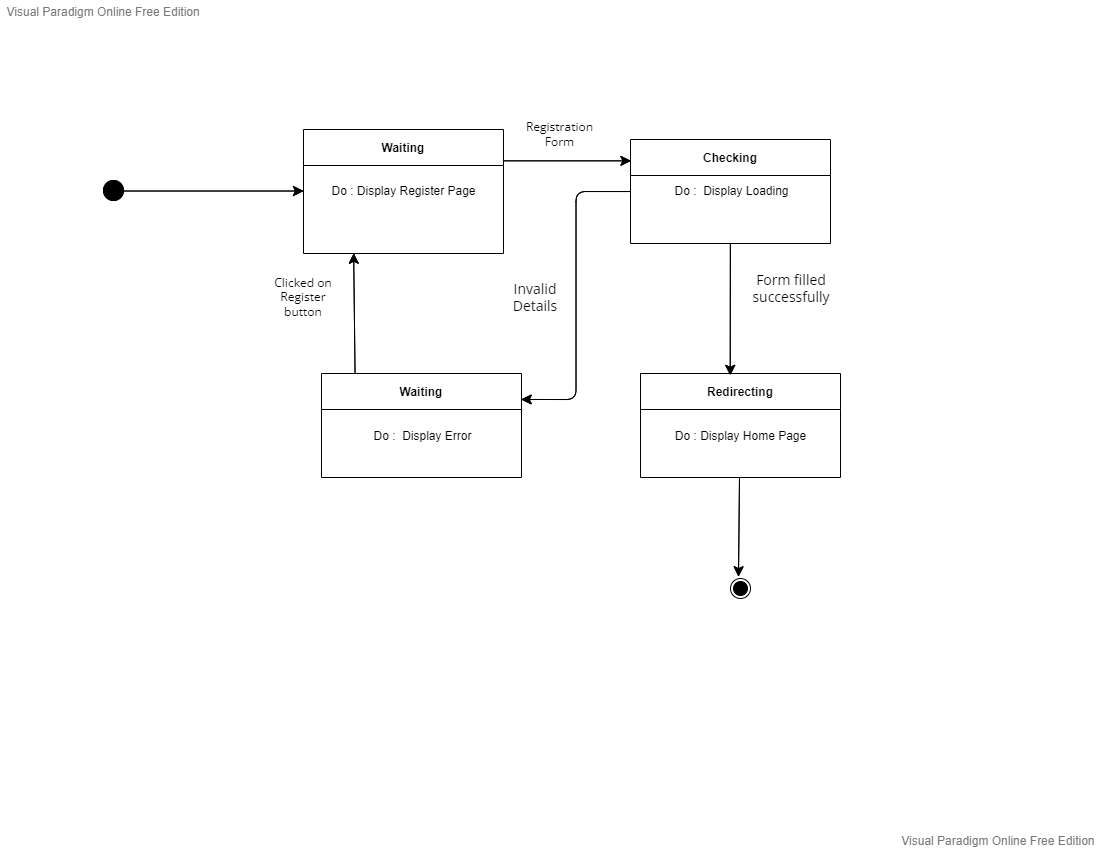 Visual Paradigm Online Free Edition
Registration
Form
Waiting
Do : Display Register Page
Checking
Do :  Display Loading
Clicked on
Register
button
Invalid
Details
Form filled
successfully
Waiting
Do :  Display Error
Redirecting
Do : Display Home Page
Visual Paradigm Online Free Edition